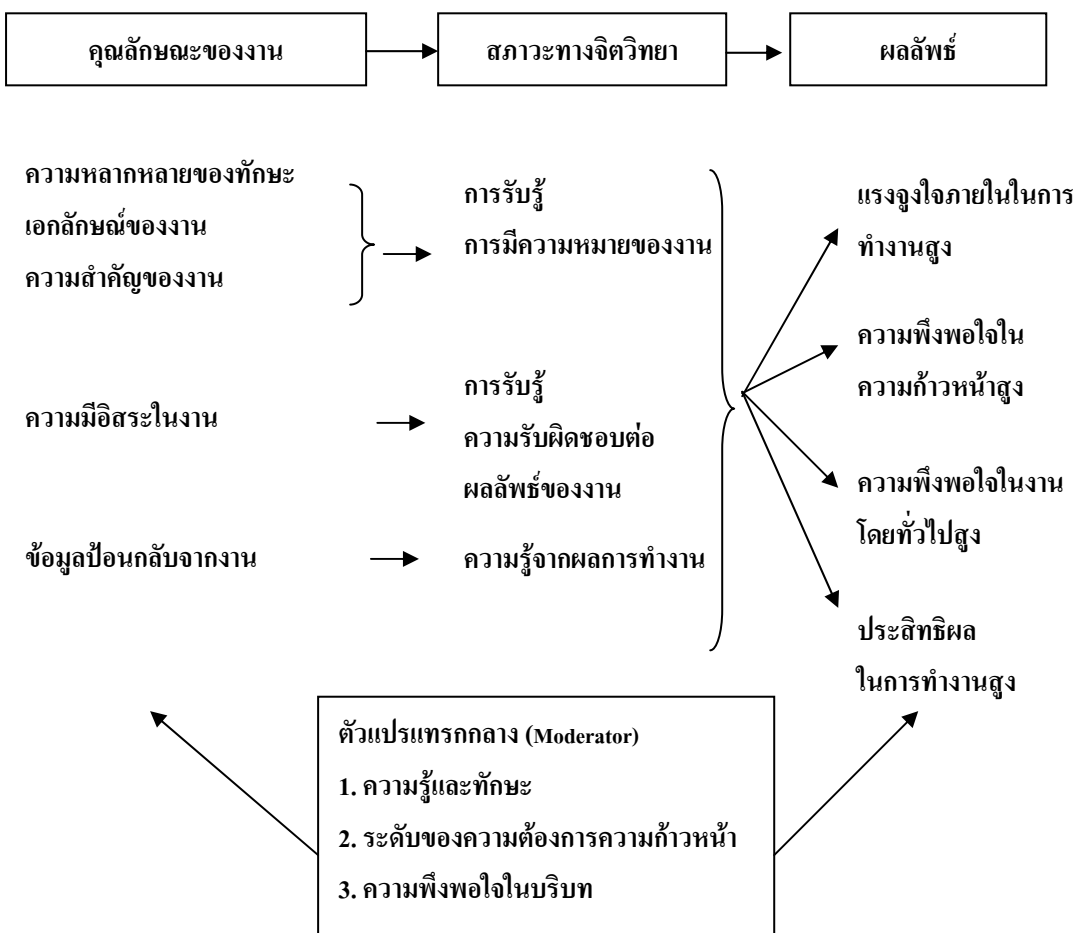 คุณลักษณะของงาน
สภาวะทางจิตวิทยา
ผลลัพธ์
ความหลากหลายของทักษะ
เอกลักษณ์ของงาน
ความสำคัญของงาน
การรับรู้
การมีความหมายของงาน
แรงจูงใจภายในในการ
ทำงานสูง
ความพึงพอใจใน
ความก้าวหน้าสูง
ความมีอิสระในงาน
การรับรู้
ความรับผิดชอบต่อ
ผลลัพธ์ของงาน
ความพึงพอใจในงาน
โดยทั่วไปสูง
ข้อมูลป้อนกลับจากงาน
ความรู้จากผลการทำงาน
ประสิทธิผล
ในการทำงานสูง
ตัวแปรแทรกกลาง (Moderator)
1. ความรู้และทักษะ
2. ระดับของความต้องการความก้าวหน้า
3. ความพึงพอใจในบริบท